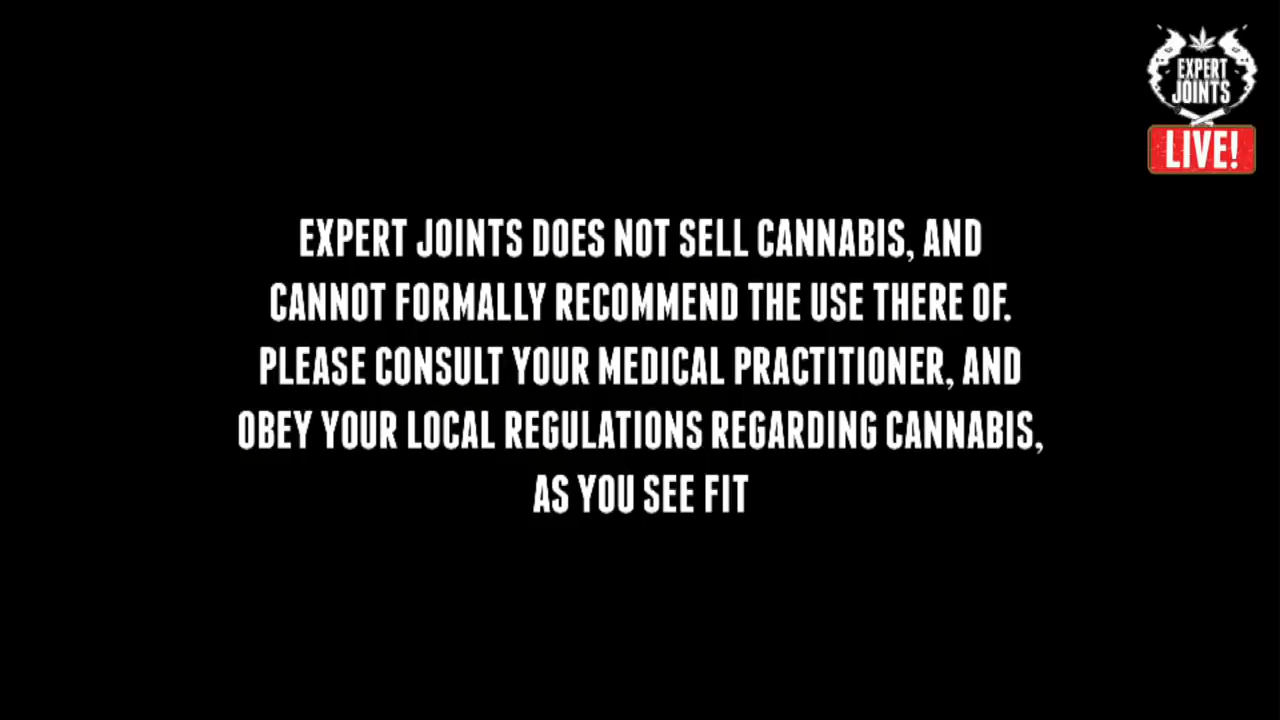 EXPERT
JOINTS
LIVE!
EXPERT JOINTS DOES NOT SELL CANNABIS, AND
CANNOT FORMALLY RECOMMEND THE USE THERE OF.
PLEASE CONSULT YOUR MEDICAL PRACTITIONER, AND
OBEY YOUR LOCAL REGULATIONS REGARDING CANNABIS,
AS YOU SEE FIT